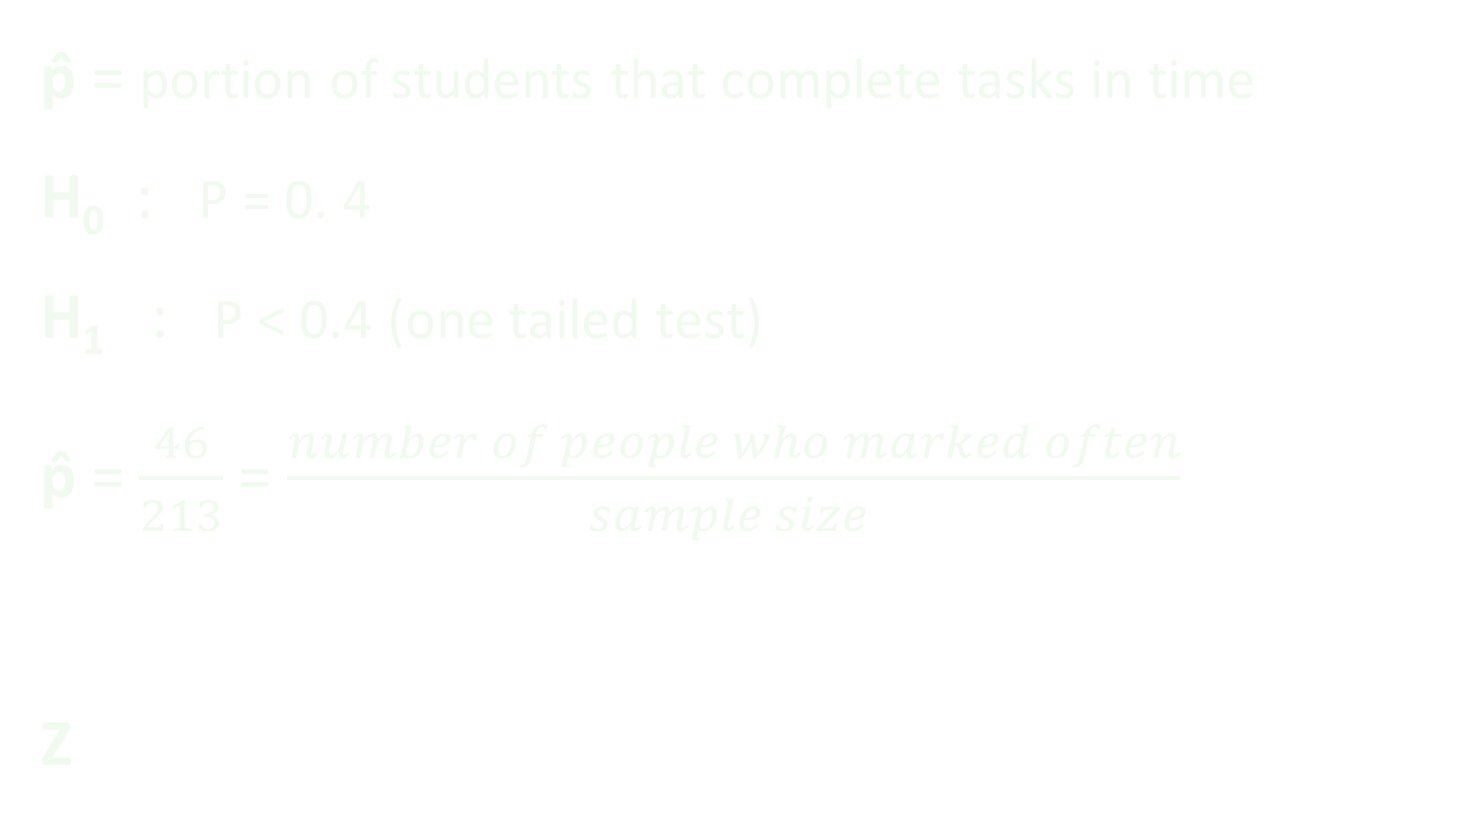 p̂ = portion of students that complete tasks in time
H₀ : P = 0. 4
H₁ : P < 0.4 (one tailed test)
p̂ = 46/213 = number of people who marked often/sample size
Z